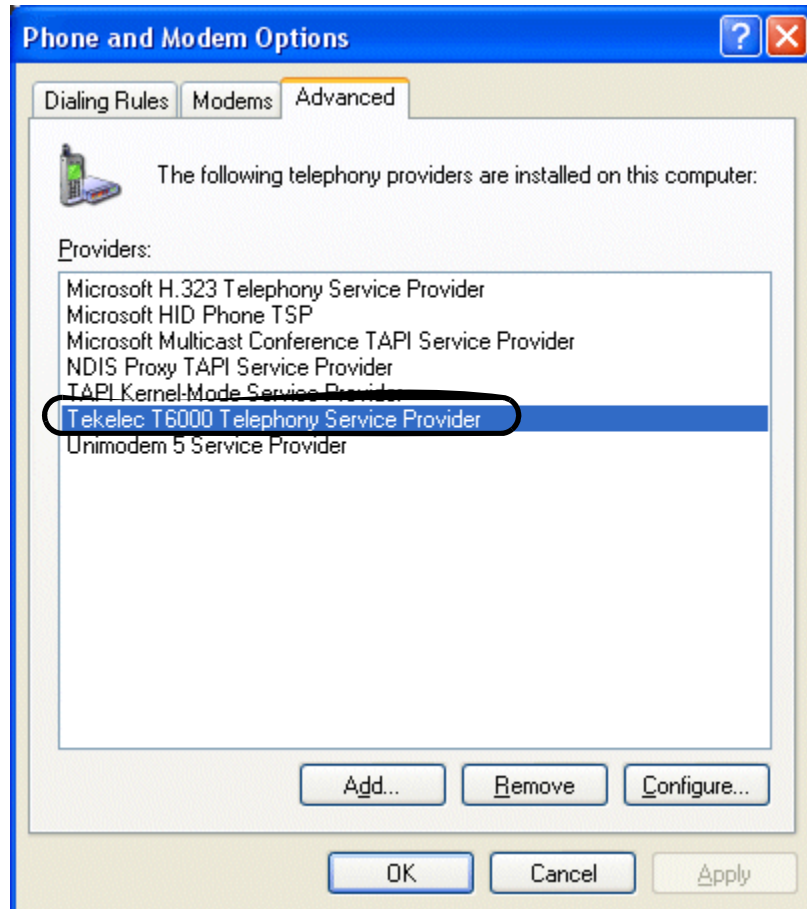 Phone and Modem Options
Dialing Rules Modems Advanced
The following telephony providers are installed on this computer:
Providers:
Microsoft H.323 Telephony Service Provider
Microsoft HID Phone TSP
Microsoft Multicast Conference TAPI Service Provider
NDIS Proxy TAPI Service Provider
TAPI Kernel-Mode Service Provider
Tekelec T6000 Telephony Service Provider
Unimodem 5 Service Provider
Add... Remove Configure...
OK Cancel Apply